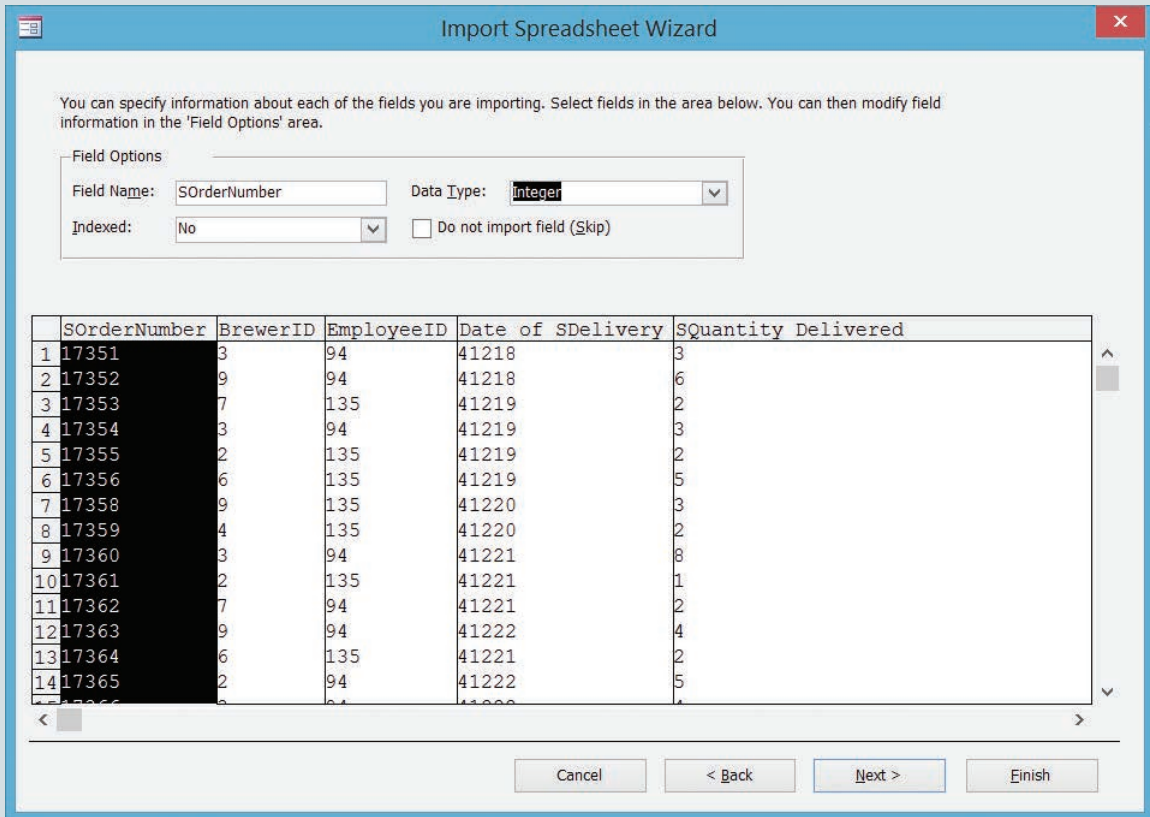 Import Spreadsheet Wizard
You can specify information about each of the fields you are importing. Select fields in the area below. You can then modify field
information in the 'Field Options' area.
Field Options
Field Name: SOrderNumber Data Type: Integer
Indexed: No Do not import field (Skip)
SOrderNumber BrewerID EmployeeID Date of SDelivery SQuantity Delivered
1 17351 3 94 41218 3
2 17352 9 94 41218 6
3 17353 7 135 41219 2
4 17354 3 94 41219 3
5 17355 2 135 41219 2
6 17356 6 135 41219 5
7 17358 9 135 41220 3
8 17359 4 135 41220 2
9 17360 3 94 41221 8
10 17361 2 135 41221 1
11 17362 7 94 41221 2
12 17363 9 94 41222 4
13 17364 6 135 41221 2
14 17365 2 94 41222 5
Cancel < Back Next > Finish